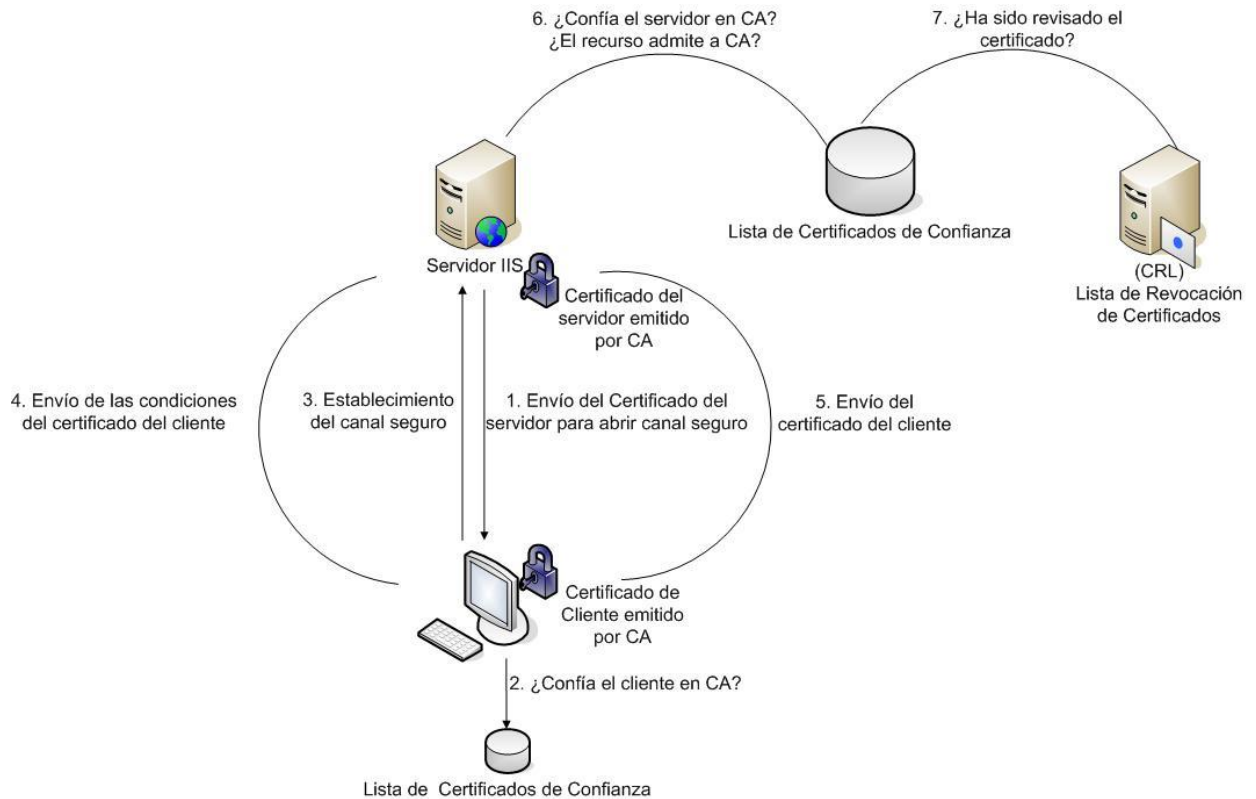 6. ¿Confía el servidor en CA?
¿El recurso admite a CA?
7. ¿Ha sido revisado el
certificado?
Lista de Certificados de Confianza
(CRL)
Lista de Revocación
de Certificados
Servidor IIS
Certificado del
servidor emitido
por CA
4. Envío de las condiciones
del certificado del cliente
3. Establecimiento
del canal seguro
1. Envío del Certificado del
servidor para abrir canal seguro
5. Envío del
certificado del cliente
Certificado de
Cliente emitido
por CA
2. ¿Confía el cliente en CA?
Lista de Certificados de Confianza